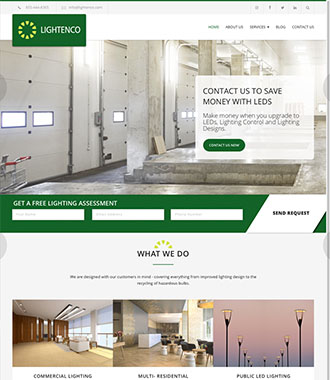 info@lightenco.com
LIGHTENCO
HOME ABOUT US SERVICES BLOG CONTACT US
CONTACT US TO SAVE
MONEY WITH LEDS
Make money when you upgrade to
LEDs, Lighting Control and Lighting
Designs.
CONTACT US NOW
GET A FREE LIGHTING ASSESSMENT
Your Name Email Address Phone Number
SEND REQUEST
WHAT WE DO
We are designed with our customers in mind - covering everything from improved lighting design to the
recycling of hazardous bulbs.
COMMERCIAL LIGHTING MULTI- RESIDENTIAL PUBLIC LED LIGHTING